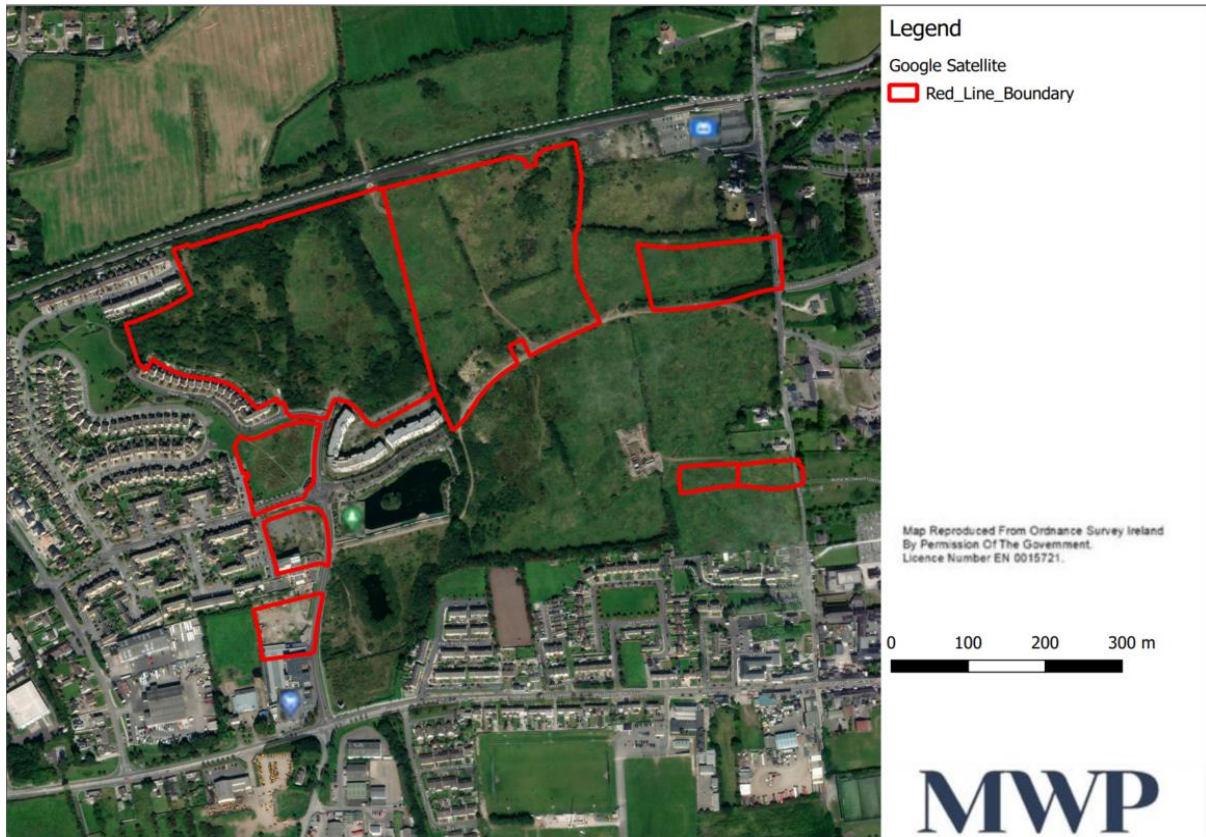 Legend
Google Satellite
Red_Line_Boundary
Map Reproduced From Ordnance Survey Ireland
By Permission Of The Government.
Licence Number EN 0015721.
0 100 200 300 m
MWP